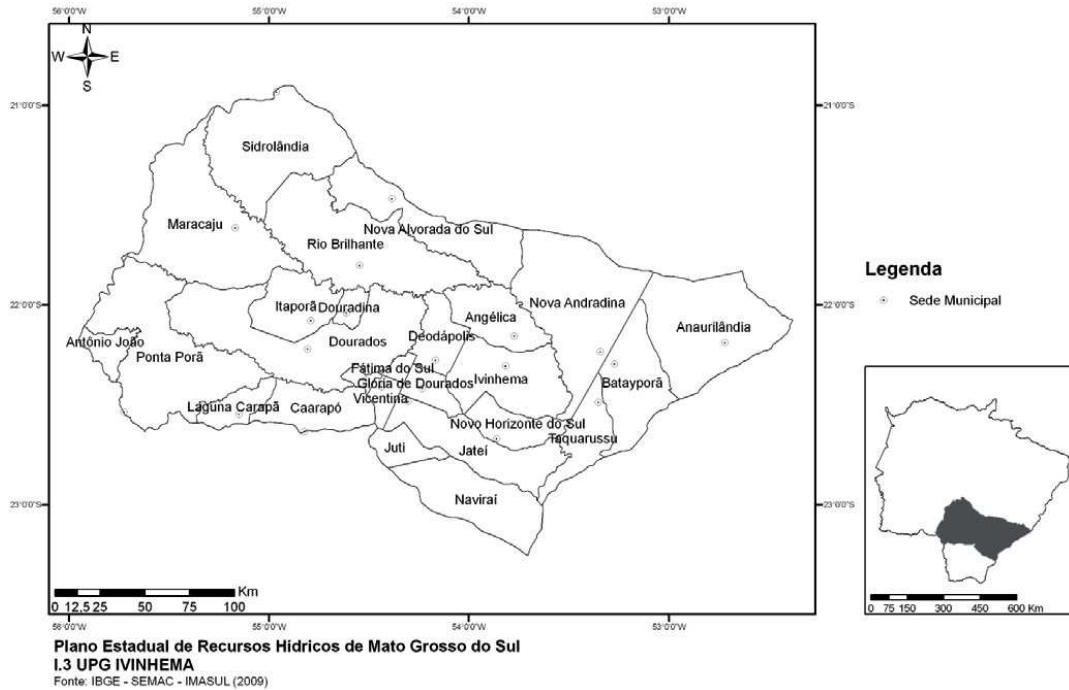 56°0'0"W 55°0'0"W 54°0'0"W 53°0'0"W
N
W E
S
21°0'0"S 21°0'0"S
Sidrolândia
Maracaju
Nova Alvorada do Sul
Rio Brilhante
Legenda
Sede Municipal
22°0'0"S 22°0'0"S
Nova Andradina
Itaporã Douradina
Angélica
Anaurilândia
Deodápolis
Antônio João
Dourados
Ponta Porã
Fátima do Sul
Ivinhema
Glória de Dourados
Batayporã
Vicentina
Laguna Carapã Caarapó
Novo Horizonte do Sul
Taquarussu
Juti Jateí
Naviraí
23°0'0"S 23°0'0"S
Km
0 12,5 25 50 75 100
0 75 150 300 450 600 Km
56°0'0"W 55°0'0"W 54°0'0"W 53°0'0"W
Plano Estadual de Recursos Hídricos de Mato Grosso do Sul
I.3 UPG IVINHEMA
Fonte: IBGE - SEMAC - IMASUL (2009)